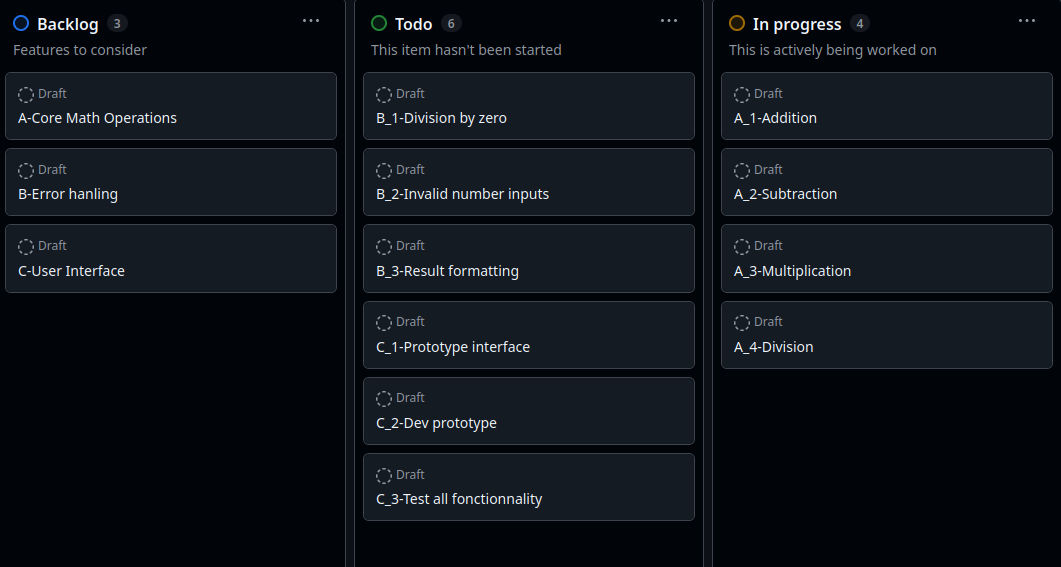 Backlog 3
Features to consider
Draft
A-Core Math Operations
Draft
B-Error hanling
Draft
C-User Interface
Todo 6
This item hasn't been started
Draft
B_1-Division by zero
Draft
B_2-Invalid number inputs
Draft
B_3-Result formatting
Draft
C_1-Prototype interface
Draft
C_2-Dev prototype
Draft
C_3-Test all fonctionnality
In progress 4
This is actively being worked on
Draft
A_1-Addition
Draft
A_2-Subtraction
Draft
A_3-Multiplication
Draft
A_4-Division